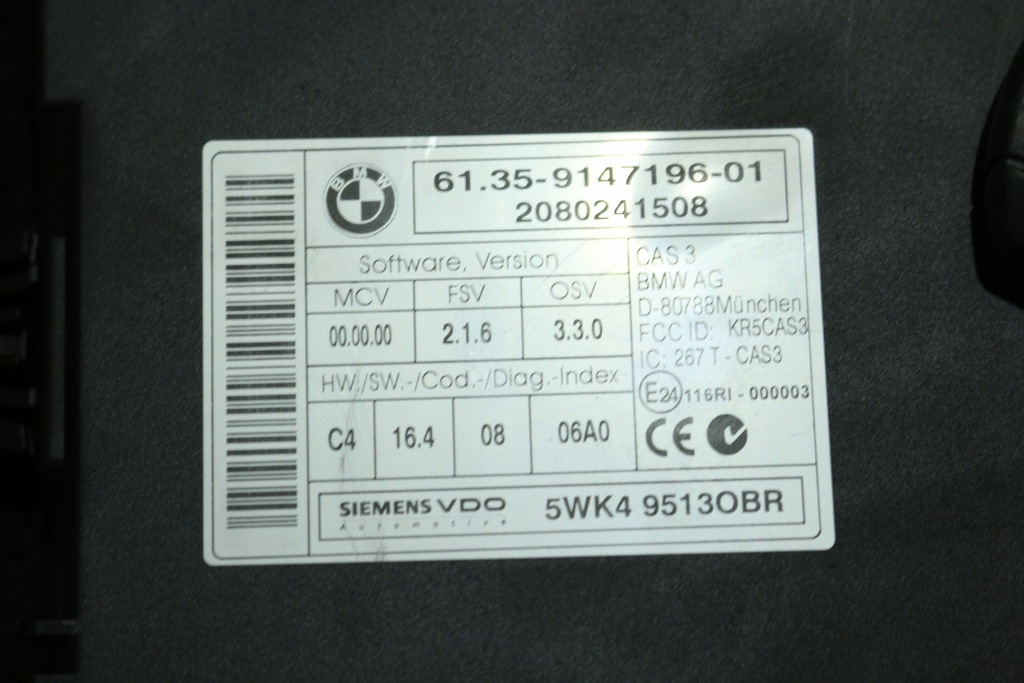 BMW
61.35-9147196-01
2080241508
Software, Version
MCV FSV OSV
00.00.00 2.1.6 3.3.0
HW./SW.-/Cod.-/Diag.-Index
C4 16.4 08 06A0
CAS 3
BMW AG
D-80788München
FCC ID: KR5CAS3
IC: 267 T - CAS3
E24 116RI - 000003
CE
SIEMENS VDO
Automotive
5WK4 9513OBR